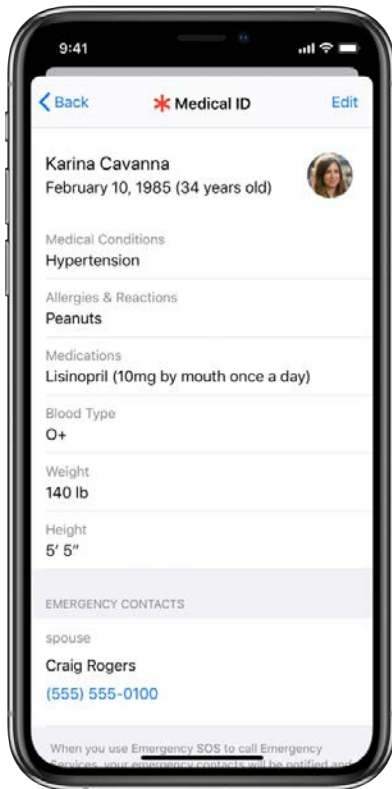 9:41
Back
Medical ID
Edit
Karina Cavanna
February 10, 1985 (34 years old)
Medical Conditions
Hypertension
Allergies & Reactions
Peanuts
Medications
Lisinopril (10mg by mouth once a day)
Blood Type
O+
Weight
140 lb
Height
5' 5"
EMERGENCY CONTACTS
spouse
Craig Rogers
(555) 555-0100
When you use Emergency SOS to call Emergency
Services, your emergency contacts will be notified and